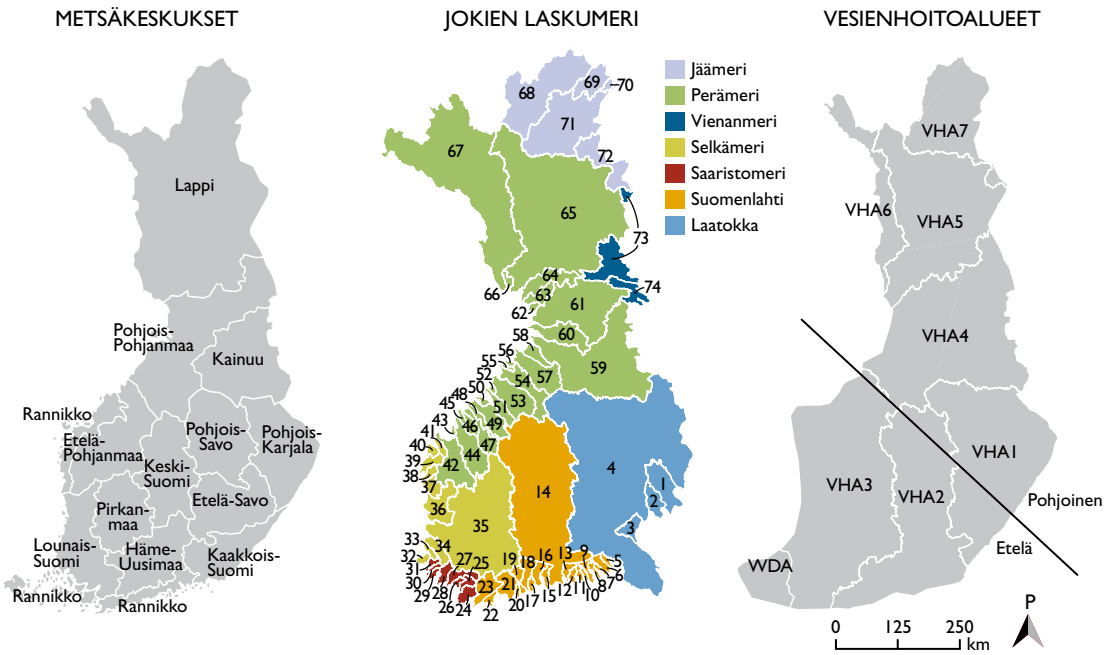 METSÄKESKUKSET
Lappi
Pohjois-
Pohjanmaa
Kainuu
Rannikko
Etelä-
Pohjanmaa
Keski-
Suomi
Pohjois-
Savo
Pohjois-
Karjala
Etelä-Savo
Pirkan-
maa
Lounais-
Suomi
Häme-
Uusimaa
Kaakkois-
Suomi
Rannikko
Rannikko
JOKIEN LASKUMERI
Jäämeri
Perämeri
Vienanmeri
Selkämeri
Saaristomeri
Suomenlahti
Laatokka
68
69
70
71
72
67
65
73
74
64
66
63
62
61
60
58
59
56
55
57
54
52
50
53
51
48
45
49
46
43
47
41
44
40
42
39
38
37
36
35
14
4
1
2
3
33
34
32
31
30
29
28
27
26
25
24
23
22
21
20
19
18
17
16
15
13
12
11
10
9
8
7
6
5
VESIENHOITOALUEET
VHA7
VHA6
VHA5
VHA4
VHA3
VHA2
VHA1
WDA
Pohjoinen
Etelä
P
0 125 250
km